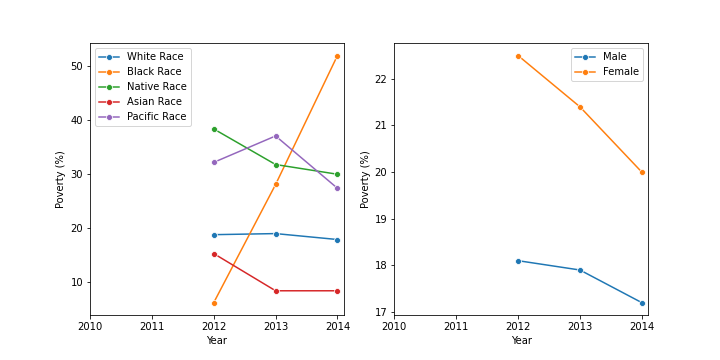 White Race
Black Race
Native Race
Asian Race
Pacific Race
Poverty (%)
50
40
30
20
10
2010 2011 2012 2013 2014
Year
Male
Female
Poverty (%)
22
21
20
19
18
17
2010 2011 2012 2013 2014
Year